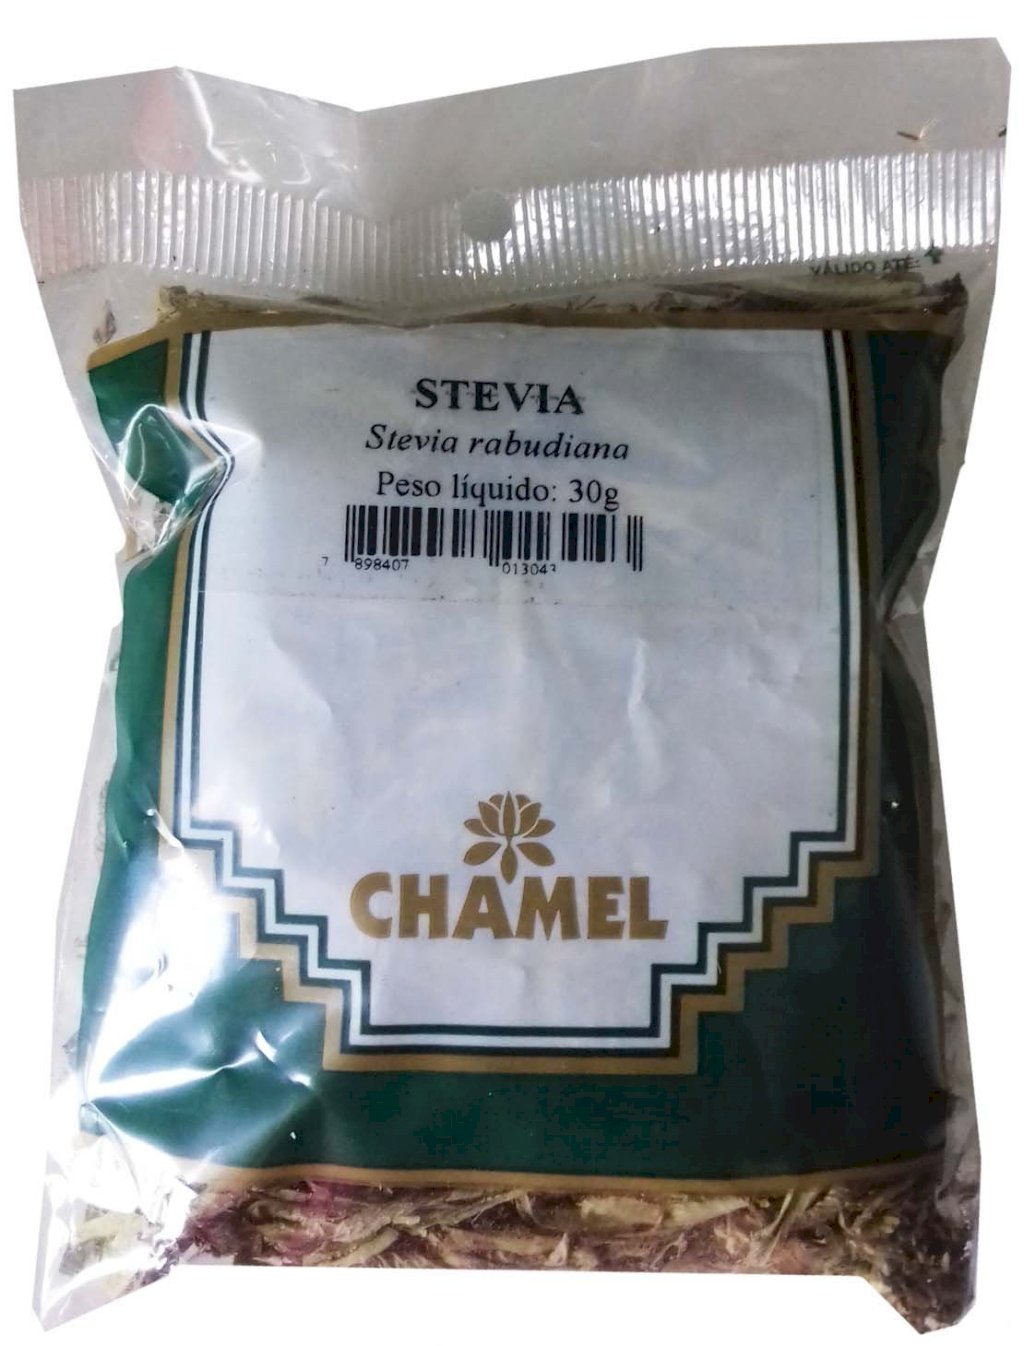 VÁLIDO ATÉ:
STEVIA
Stevia rabudiana
Peso líquido: 30g
7 898407 013043
CHAMEL